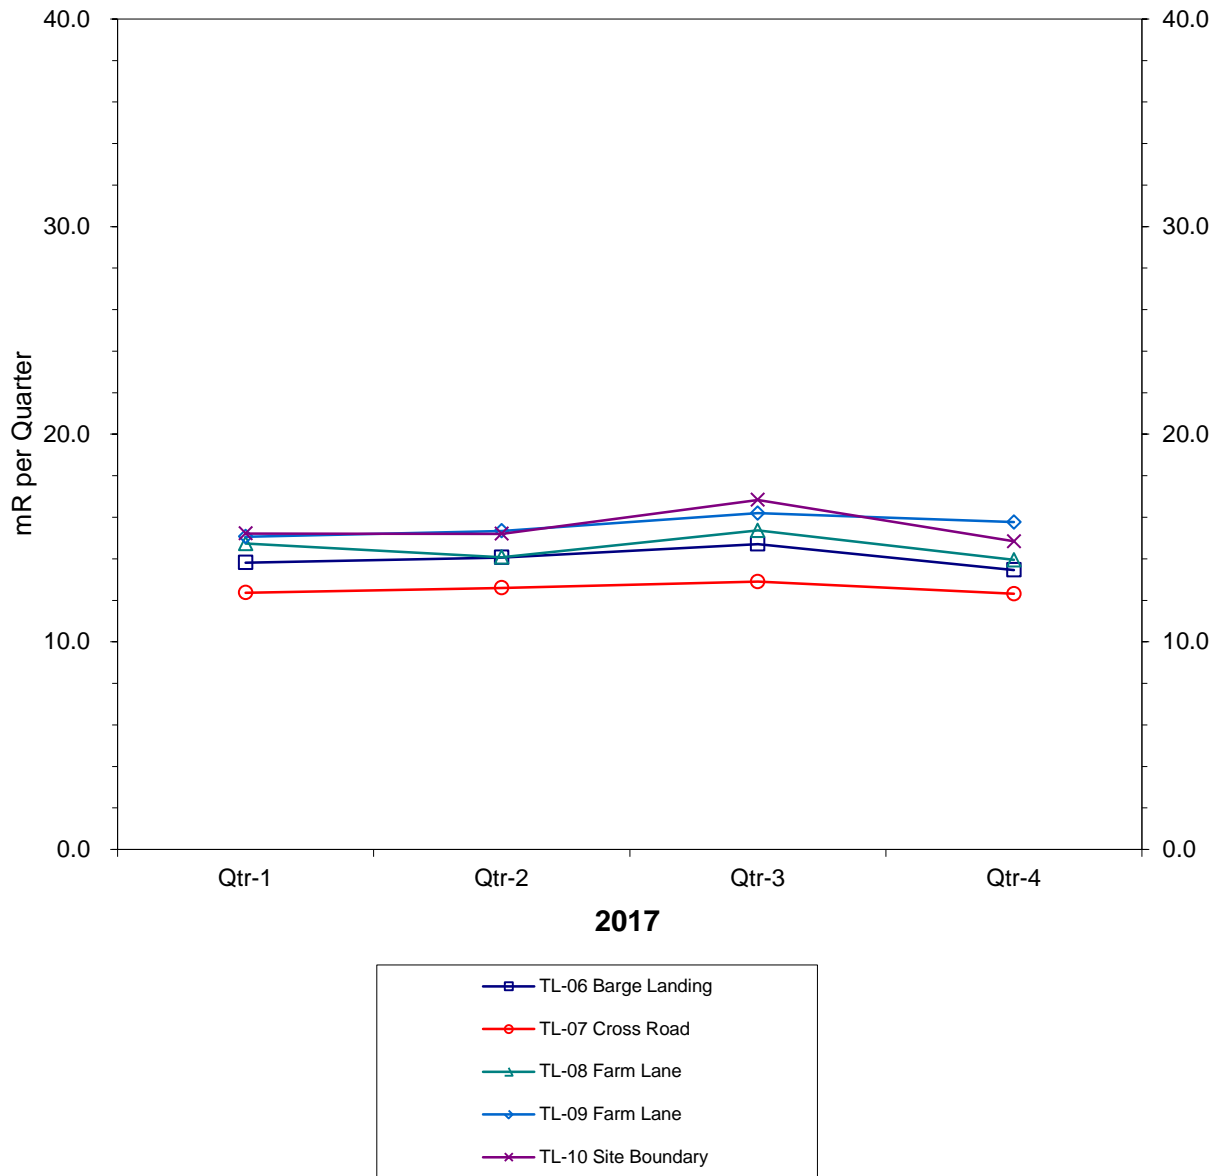 40.0
40.0
30.0
30.0
mR per Quarter
20.0
20.0
10.0
10.0
0.0
0.0
Qtr-1 Qtr-2 Qtr-3 Qtr-4
2017
TL-06 Barge Landing
TL-07 Cross Road
TL-08 Farm Lane
TL-09 Farm Lane
TL-10 Site Boundary